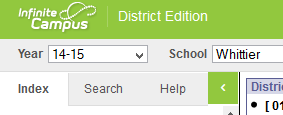 Infinite Campus District Edition
Year 14-15 School Whittier
Index Search Help < Distri
[ 01